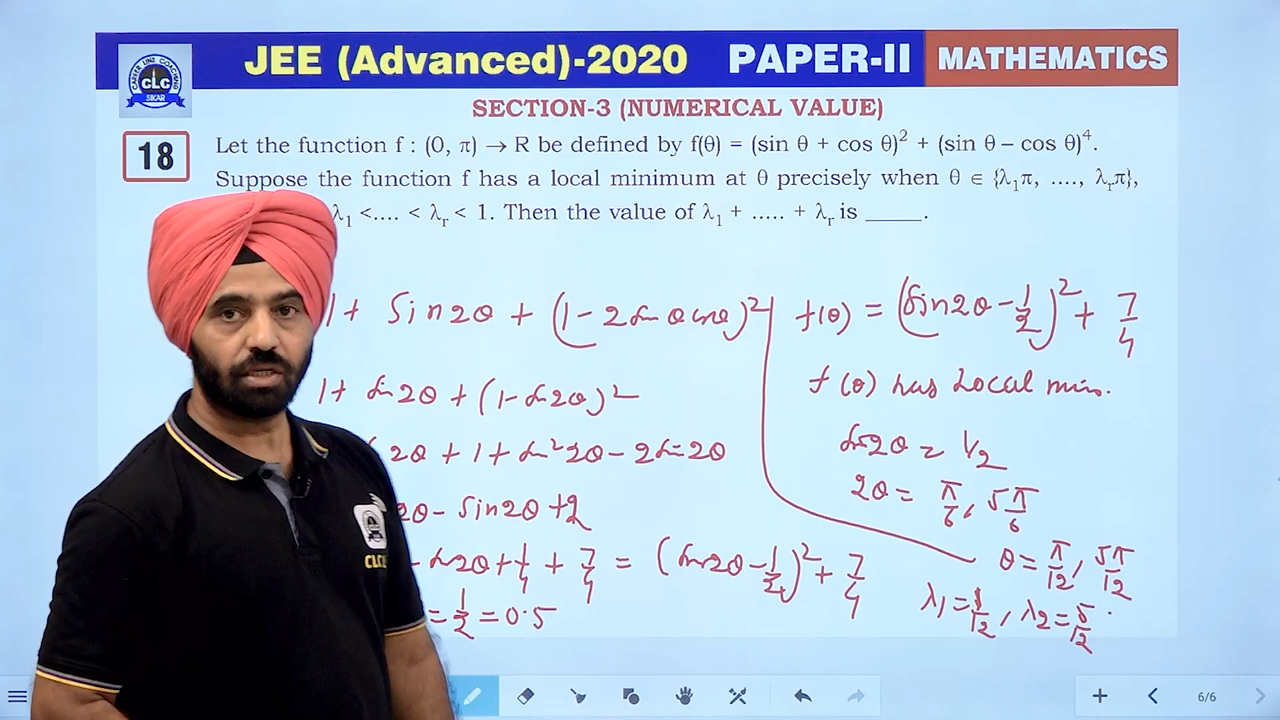 JEE (Advanced)-2020 PAPER-II MATHEMATICS
CLC
SIKAR
SECTION-3 (NUMERICAL VALUE)
18
Let the function f : (0, π) → R be defined by f(θ) = (sin θ + cos θ)² + (sin θ – cos θ)⁴.
Suppose the function f has a local minimum at θ precisely when θ ∈ {λ₁π, ...., λᵣπ},
λ₁ <.... < λᵣ < 1. Then the value of λ₁ + ..... + λᵣ is _____.
1 + sin2θ + (1 - 2sinθcosθ)²
1 + sin2θ + (1-sin2θ)²
2θ + 1 + sin²2θ - 2sin2θ
2θ - sin2θ + 2
- sin2θ + 1/4 + 7/4 = (sin2θ - 1/2)² + 7/4
= 1/2 = 0.5
f(θ) = (sin2θ - 1/2)² + 7/4
f(θ) has Local min.
sin2θ = 1/2
2θ = π/6, 5π/6
θ = π/12, 5π/12
λ1 = 1/12, λ2 = 5/12
CLC
6/6